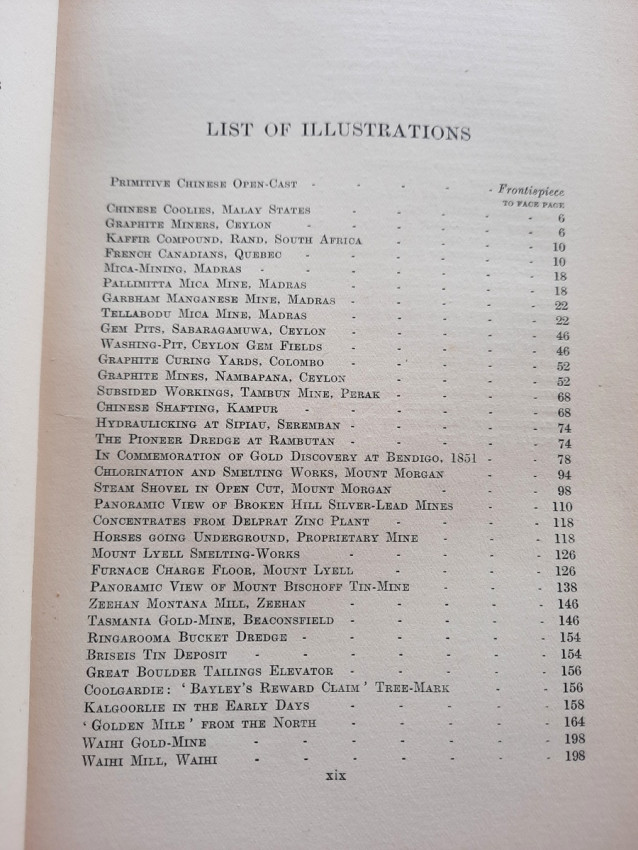 LIST OF ILLUSTRATIONS
PRIMITIVE CHINESE OPEN-CAST - - - - - Frontispiece
TO FACE PAGE
CHINESE COOLIES, MALAY STATES - - - - - 6
GRAPHITE MINERS, CEYLON - - - - - - 6
KAFFIR COMPOUND, RAND, SOUTH AFRICA - - - - 10
FRENCH CANADIANS, QUEBEC - - - - - - 10
MICA-MINING, MADRAS - - - - - - - 18
PALLIMITTA MICA MINE, MADRAS - - - - - 18
GARBHAM MANGANESE MINE, MADRAS - - - - - 22
TELLABODU MICA MINE, MADRAS - - - - - 22
GEM PITS, SABARAGAMUWA, CEYLON - - - - - 46
WASHING-PIT, CEYLON GEM FIELDS - - - - - 46
GRAPHITE CURING YARDS, COLOMBO - - - - - 52
GRAPHITE MINES, NAMBAPANA, CEYLON - - - - 52
SUBSIDED WORKINGS, TAMBUN MINE, PERAK - - - - 68
CHINESE SHAFTING, KAMPUR - - - - - - 68
HYDRAULICKING AT SIPIAU, SEREMBAN - - - - - 74
THE PIONEER DREDGE AT RAMBUTAN - - - - - 74
IN COMMEMORATION OF GOLD DISCOVERY AT BENDIGO, 1851 - - 78
CHLORINATION AND SMELTING WORKS, MOUNT MORGAN - - - 94
STEAM SHOVEL IN OPEN CUT, MOUNT MORGAN - - - 98
PANORAMIC VIEW OF BROKEN HILL SILVER-LEAD MINES - - 110
CONCENTRATES FROM DELPRAT ZINC PLANT - - - - 118
HORSES GOING UNDERGROUND, PROPRIETARY MINE - - - 118
MOUNT LYELL SMELTING-WORKS - - - - - 126
FURNACE CHARGE FLOOR, MOUNT LYELL - - - - 126
PANORAMIC VIEW OF MOUNT BISCHOFF TIN-MINE - - - 138
ZEEHAN MONTANA MILL, ZEEHAN - - - - - 146
TASMANIA GOLD-MINE, BEACONSFIELD - - - - - 146
RINGAROOMA BUCKET DREDGE - - - - - - 154
BRISEIS TIN DEPOSIT - - - - - - - 154
GREAT BOULDER TAILINGS ELEVATOR - - - - - 156
COOLGARDIE: ‘ BAYLEY'S REWARD CLAIM ’ TREE-MARK - - 156
KALGOORLIE IN THE EARLY DAYS - - - - - 158
‘ GOLDEN MILE ’ FROM THE NORTH - - - - - 164
WAIHI GOLD-MINE - - - - - - - 198
WAIHI MILL, WAIHI - - - - - - - 198
xix